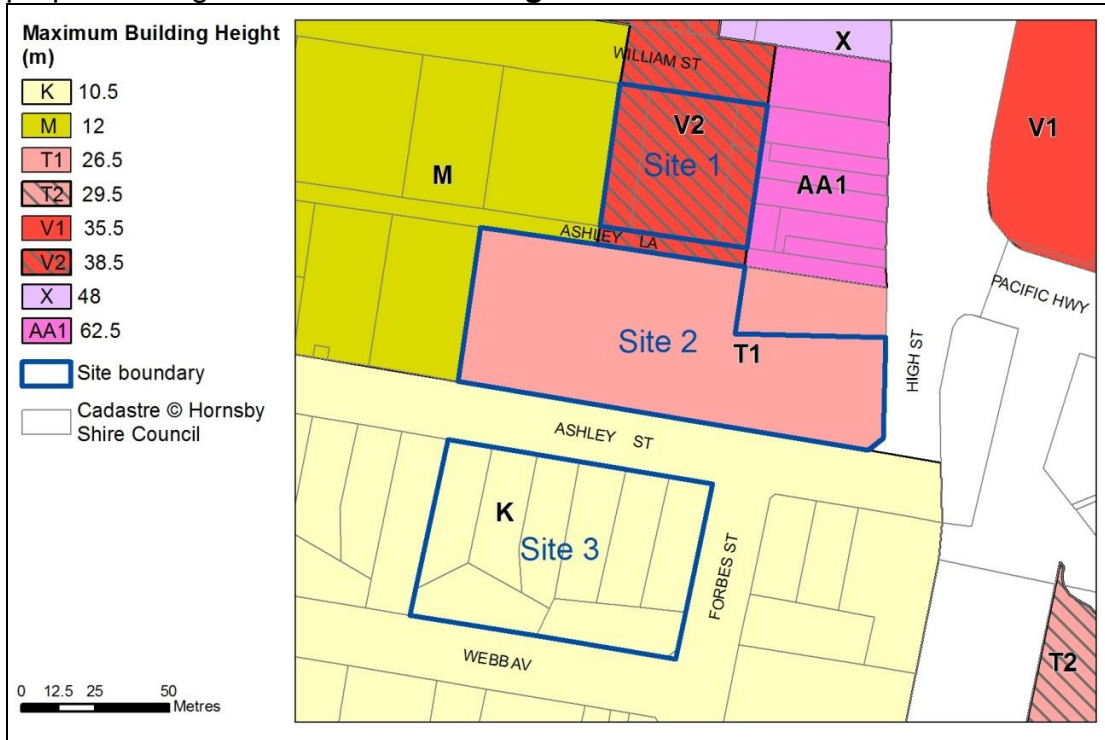 Maximum Building Height
(m)
K 10.5
M 12
T1 26.5
T2 29.5
V1 35.5
V2 38.5
X 48
AA1 62.5
Site boundary
Cadastre © Hornsby
Shire Council
0 12.5 25 50
Metres
X
WILLIAM ST
V2
V1
Site 1
M
AA1
ASHLEY LA
PACIFIC HWY
Site 2
T1
HIGH ST
ASHLEY ST
K
Site 3
FORBES ST
WEBB AV
T2